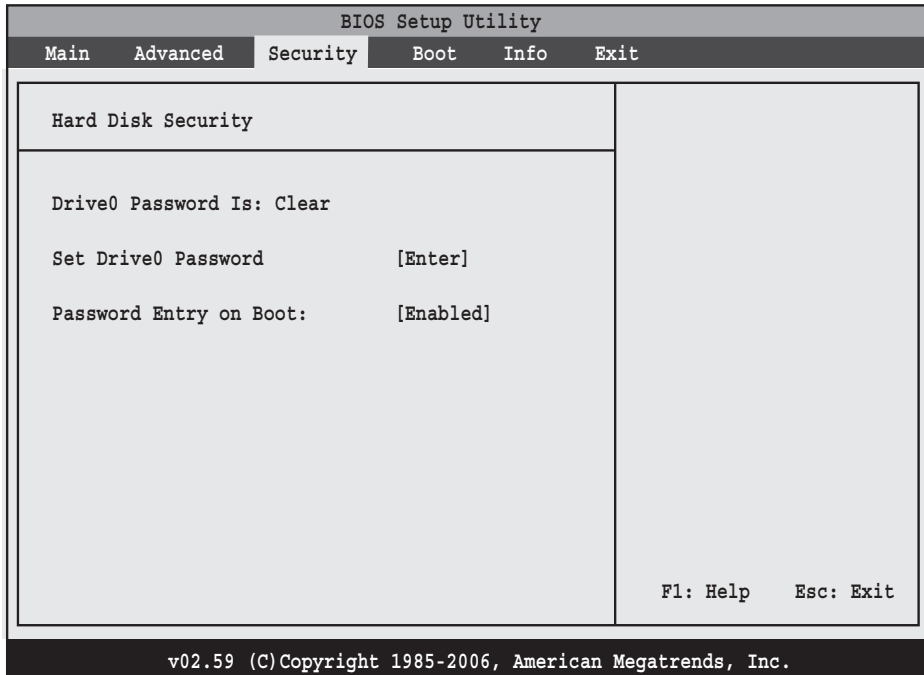 BIOS Setup Utility
Main Advanced Security Boot Info Exit
Hard Disk Security
Drive0 Password Is: Clear
Set Drive0 Password [Enter]
Password Entry on Boot: [Enabled]
F1: Help Esc: Exit
v02.59 (C)Copyright 1985-2006, American Megatrends, Inc.